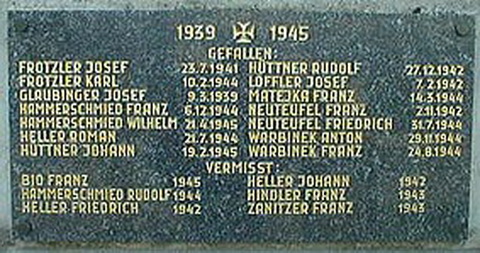 1939 1945
GEFALLEN:
FROTZLER JOSEF 23.7.1941 HÜTTNER RUDOLF 27.12.1942
FROTZLER KARL 10.2.1944 LÖFFLER JOSEF 7.2.1942
GLAUBINGER JOSEF 9.3.1939 MATEJKA FRANZ 14.3.1944
HAMMERSCHMIED FRANZ 6.12.1944 NEUTEUFEL FRANZ 2.11.1942
HAMMERSCHMIED WILHELM 21.4.1945 NEUTEUFEL FRIEDRICH 31.7.1944
HELLER ROMAN 21.7.1944 WARBINEK ANTON 29.11.1944
HÜTTNER JOHANN 19.2.1945 WARBINEK FRANZ 24.8.1944
VERMISST:
BIO FRANZ 1945 HELLER JOHANN 1942
HAMMERSCHMIED RUDOLF 1944 HINDLER FRANZ 1943
HELLER FRIEDRICH 1942 ZANITZER FRANZ 1943